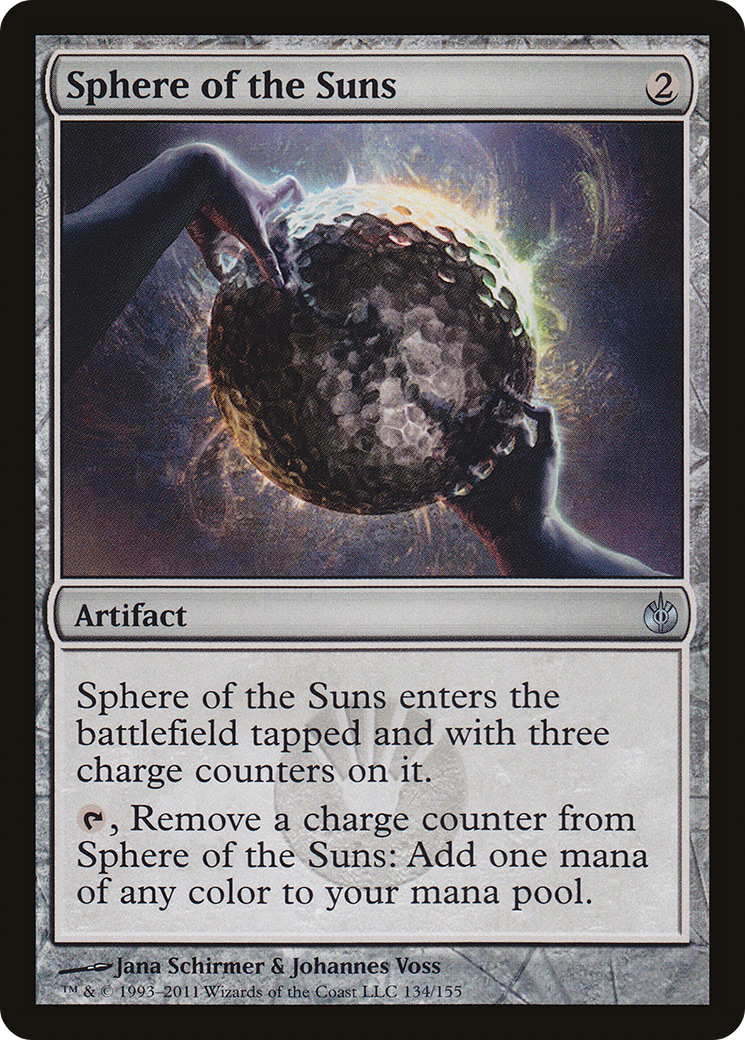 Sphere of the Suns 2
Artifact
Sphere of the Suns enters the
battlefield tapped and with three
charge counters on it.
, Remove a charge counter from
Sphere of the Suns: Add one mana
of any color to your mana pool.
Jana Schirmer & Johannes Voss
™ & © 1993–2011 Wizards of the Coast LLC 134/155